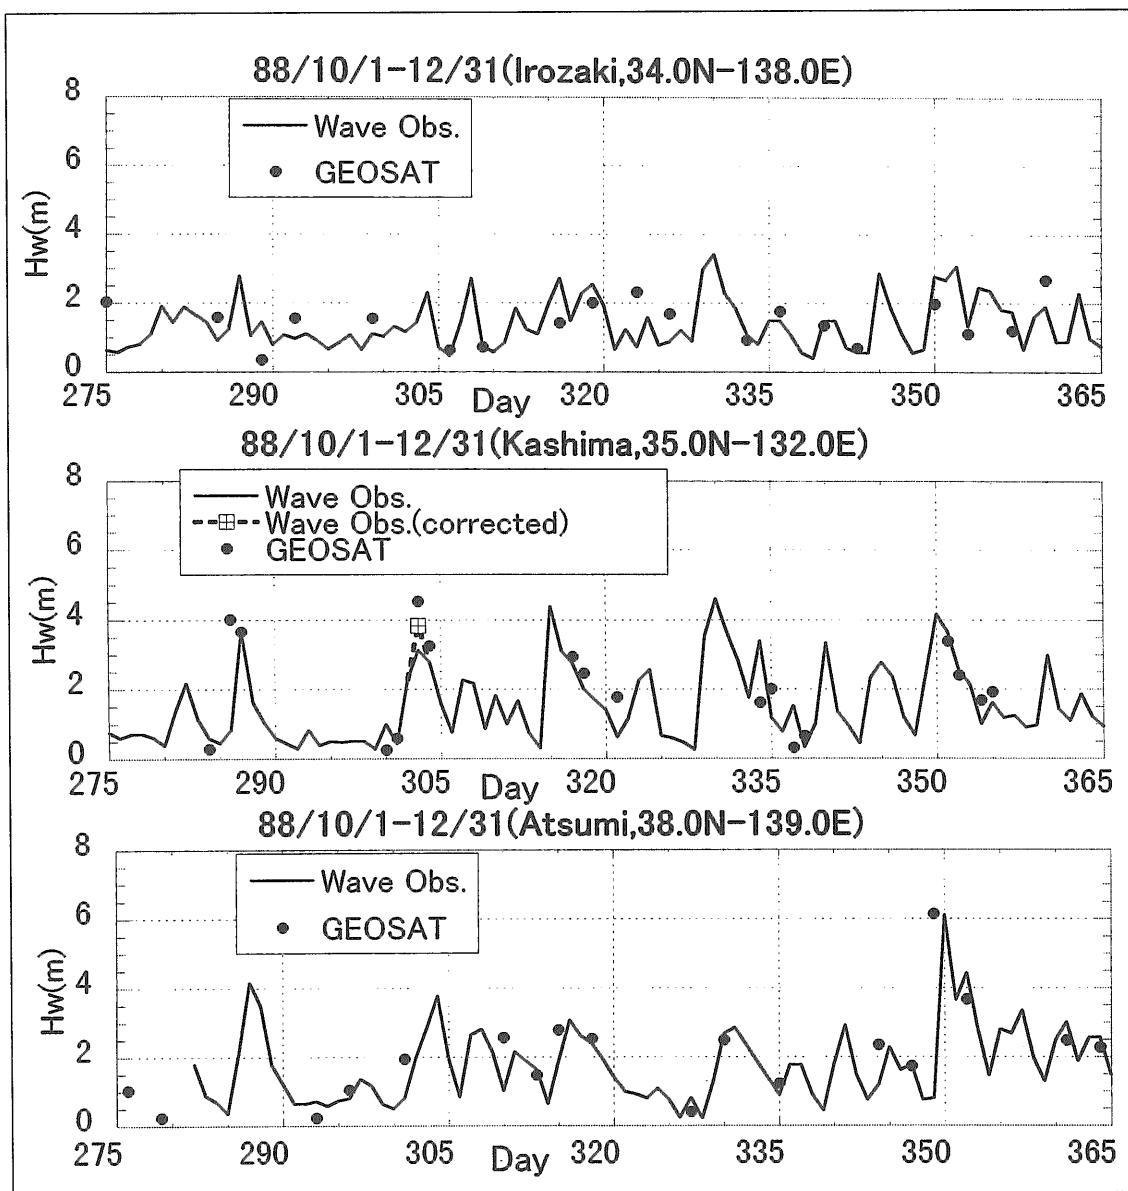 88/10/1-12/31(Irozaki,34.0N-138.0E)
8
Wave Obs.
6
GEOSAT
Hw(m)
4
2
0
275 290 305 Day 320 335 350 365
88/10/1-12/31(Kashima,35.0N-132.0E)
8
Wave Obs.
Wave Obs.(corrected)
6
GEOSAT
Hw(m)
4
2
0
275 290 305 Day 320 335 350 365
88/10/1-12/31(Atsumi,38.0N-139.0E)
8
Wave Obs.
6
GEOSAT
Hw(m)
4
2
0
275 290 305 Day 320 335 350 365